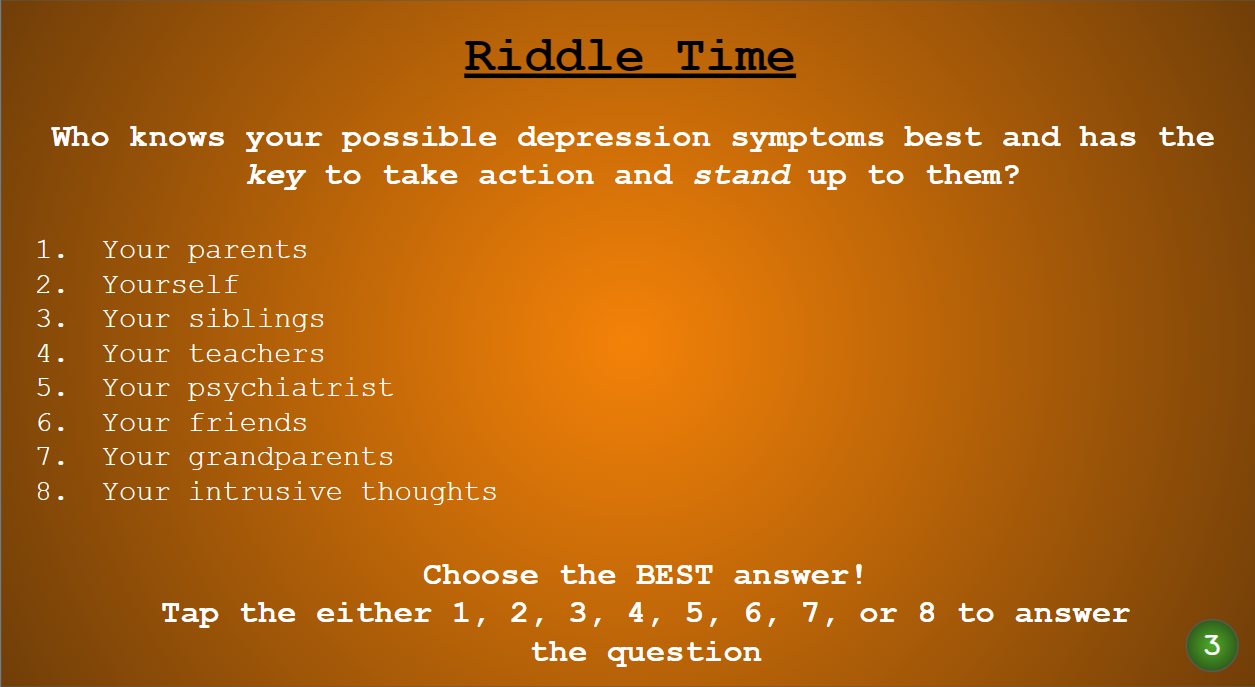 Riddle Time
Who knows your possible depression symptoms best and has the
key to take action and stand up to them?
1. Your parents
2. Yourself
3. Your siblings
4. Your teachers
5. Your psychiatrist
6. Your friends
7. Your grandparents
8. Your intrusive thoughts
Choose the BEST answer!
Tap the either 1, 2, 3, 4, 5, 6, 7, or 8 to answer
the question
3